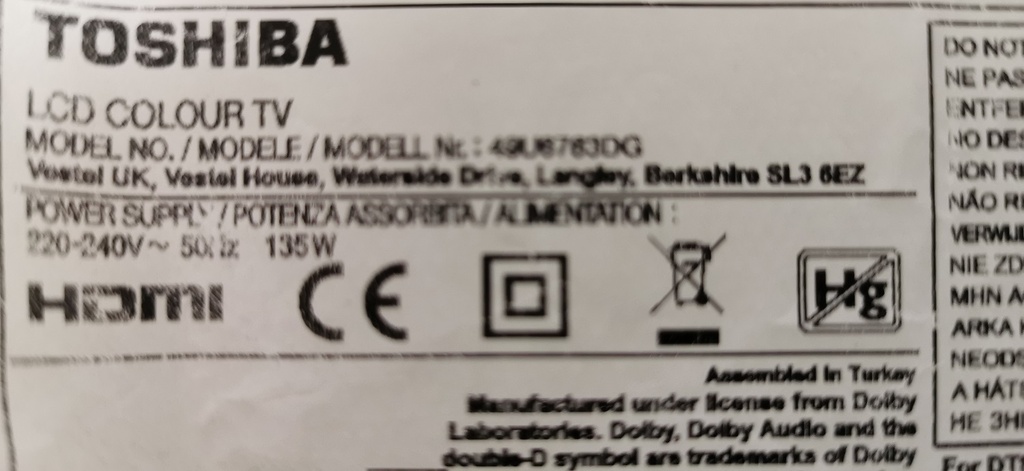 TOSHIBA
LCD COLOUR TV
MODEL NO. / MODELE / MODELL Nr. : 49U6763DG
Vestel UK, Vestel House, Waterside Drive, Langley, Berkshire SL3 6EZ
POWER SUPPLY / POTENZA ASSORBITA / ALIMENTATION :
220-240V ~ 50Hz 135W
HDMI CE Hg
Assembled in Turkey
Manufactured under license from Dolby
Laboratories. Dolby, Dolby Audio and the
double-D symbol are trademarks of Dolby
DO NOT
NE PAS
ENTFE
NO DES
NON RI
NÃO RE
VERWIJ
NIE ZD
MHN A
ARKA
NEODS
A HÁT
HE
For DTS